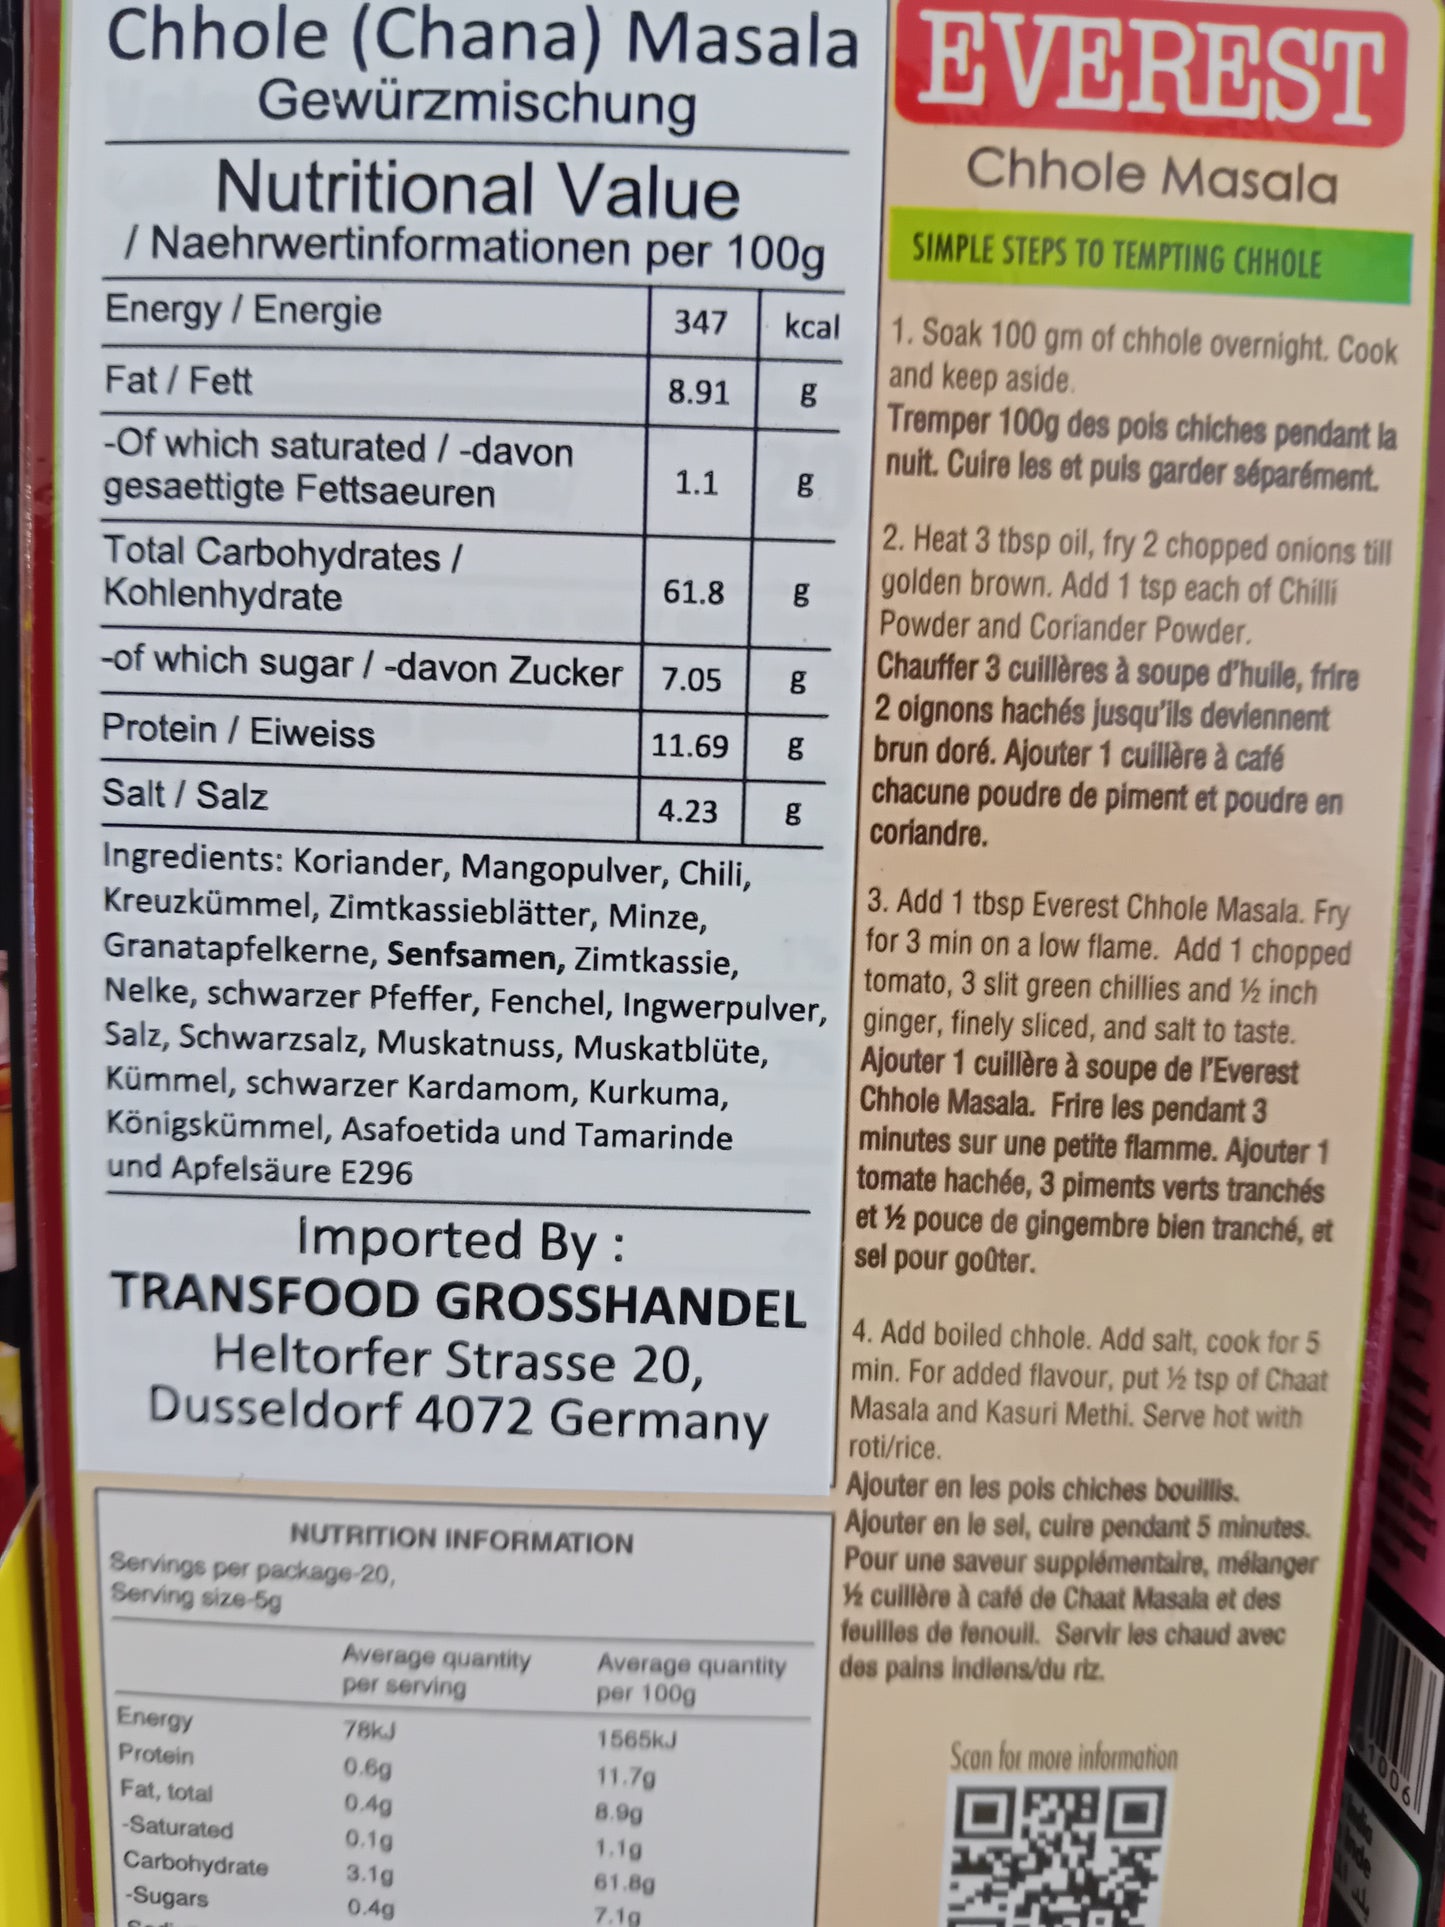 Chhole (Chana) Masala
Gewürzmischung
Nutritional Value
/ Naehrwertinformationen per 100g
Energy / Energie 347 kcal
Fat / Fett 8.91 g
-Of which saturated / -davon
gesaettigte Fettsaeuren 1.1 g
Total Carbohydrates /
Kohlenhydrate 61.8 g
-of which sugar / -davon Zucker 7.05 g
Protein / Eiweiss 11.69 g
Salt / Salz 4.23 g
Ingredients: Koriander, Mangopulver, Chili,
Kreuzkümmel, Zimtkassieblätter, Minze,
Granatapfelkerne, Senfsamen, Zimtkassie,
Nelke, schwarzer Pfeffer, Fenchel, Ingwerpulver,
Salz, Schwarzsalz, Muskatnuss, Muskatblüte,
Kümmel, schwarzer Kardamom, Kurkuma,
Königskümmel, Asafoetida und Tamarinde
und Apfelsäure E296
Imported By :
TRANSFOOD GROSSHANDEL
Heltorfer Strasse 20,
Dusseldorf 4072 Germany
NUTRITION INFORMATION
Servings per package-20,
Serving size-5g
Average quantity per serving
Average quantity per 100g
Energy 78kJ 1565kJ
Protein 0.6g 11.7g
Fat, total 0.4g 8.9g
-Saturated 0.1g 1.1g
Carbohydrate 3.1g 61.8g
-Sugars 0.4g 7.1g
EVEREST
Chhole Masala
SIMPLE STEPS TO TEMPTING CHHOLE
1. Soak 100 gm of chhole overnight. Cook
and keep aside.
Tremper 100g des pois chiches pendant la
nuit. Cuire les et puis garder séparément.
2. Heat 3 tbsp oil, fry 2 chopped onions till
golden brown. Add 1 tsp each of Chilli
Powder and Coriander Powder.
Chauffer 3 cuillères à soupe d'huile, frire
2 oignons hachés jusqu'ils deviennent
brun doré. Ajouter 1 cuillère à café
chacune poudre de piment et poudre en
coriandre.
3. Add 1 tbsp Everest Chhole Masala. Fry
for 3 min on a low flame. Add 1 chopped
tomato, 3 slit green chillies and ½ inch
ginger, finely sliced, and salt to taste.
Ajouter 1 cuillère à soupe de l'Everest
Chhole Masala. Frire les pendant 3
minutes sur une petite flamme. Ajouter 1
tomate hachée, 3 piments verts tranchés
et ½ pouce de gingembre bien tranché, et
sel pour goûter.
4. Add boiled chhole. Add salt, cook for 5
min. For added flavour, put ½ tsp of Chaat
Masala and Kasuri Methi. Serve hot with
roti/rice.
Ajouter en les pois chiches bouillis.
Ajouter en le sel, cuire pendant 5 minutes.
Pour une saveur supplémentaire, mélanger
½ cuillère à café de Chaat Masala et des
feuilles de fenouil. Servir les chaud avec
des pains indiens/du riz.
Scan for more information